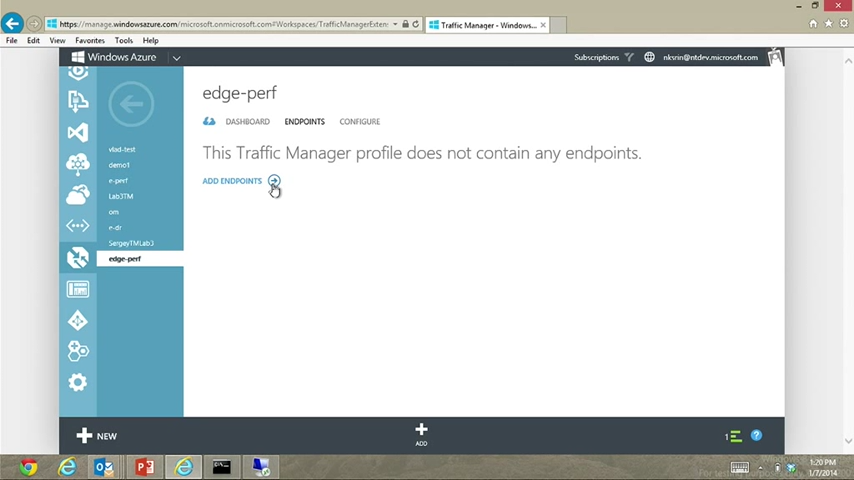 https://manage.windowsazure.com/microsoft.onmicrosoft.com#Workspaces/TrafficManagerExten
Traffic Manager - Windows...
File Edit View Favorites Tools Help
Windows Azure
Subscriptions
nksrin@ntdev.microsoft.com
edge-perf
DASHBOARD ENDPOINTS CONFIGURE
This Traffic Manager profile does not contain any endpoints.
ADD ENDPOINTS
vlad-test
demo1
e-perf
Lab3TM
om
e-dr
SergeyTMLab3
edge-perf
NEW
ADD
1
1:20 PM
1/7/2014